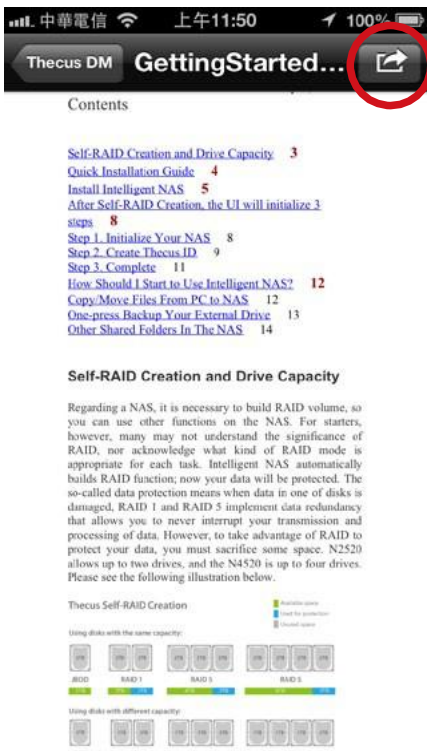 中華電信 上午11:50 100%
Thecus DM GettingStarted...
Contents
Self-RAID Creation and Drive Capacity 3
Quick Installation Guide 4
Install Intelligent NAS 5
After Self-RAID Creation, the UI will initialize 3
steps 8
Step 1. Initialize Your NAS 8
Step 2. Create Thecus ID 9
Step 3. Complete 11
How Should I Start to Use Intelligent NAS? 12
Copy/Move Files From PC to NAS 12
One-press Backup Your External Drive 13
Other Shared Folders In The NAS 14
Self-RAID Creation and Drive Capacity
Regarding a NAS, it is necessary to build RAID volume, so
you can use other functions on the NAS. For starters,
however, many may not understand the significance of
RAID, nor acknowledge what kind of RAID mode is
appropriate for each task. Intelligent NAS automatically
builds RAID function; now your data will be protected. The
so-called data protection means when data in one of disks is
damaged, RAID 1 and RAID 5 implement data redundancy
that allows you to never interrupt your transmission and
processing of data. However, to take advantage of RAID to
protect your data, you must sacrifice some space. N2520
allows up to two drives, and the N4520 is up to four drives.
Please see the following illustration below.
Thecus Self-RAID Creation
Available space
Used for protection
Unused space
Using disks with the same capacity:
JBOD RAID 1 RAID 5 RAID 5
Using disks with different capacity: